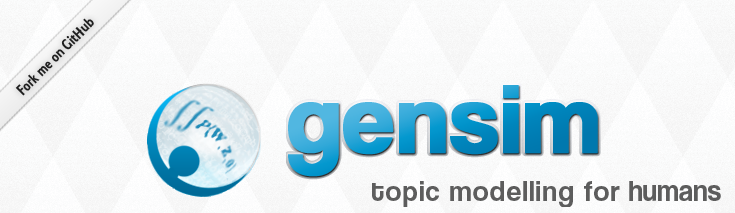 Fork me on GitHub
∬P(W,Z,θ)
gensim
topic modelling for humans